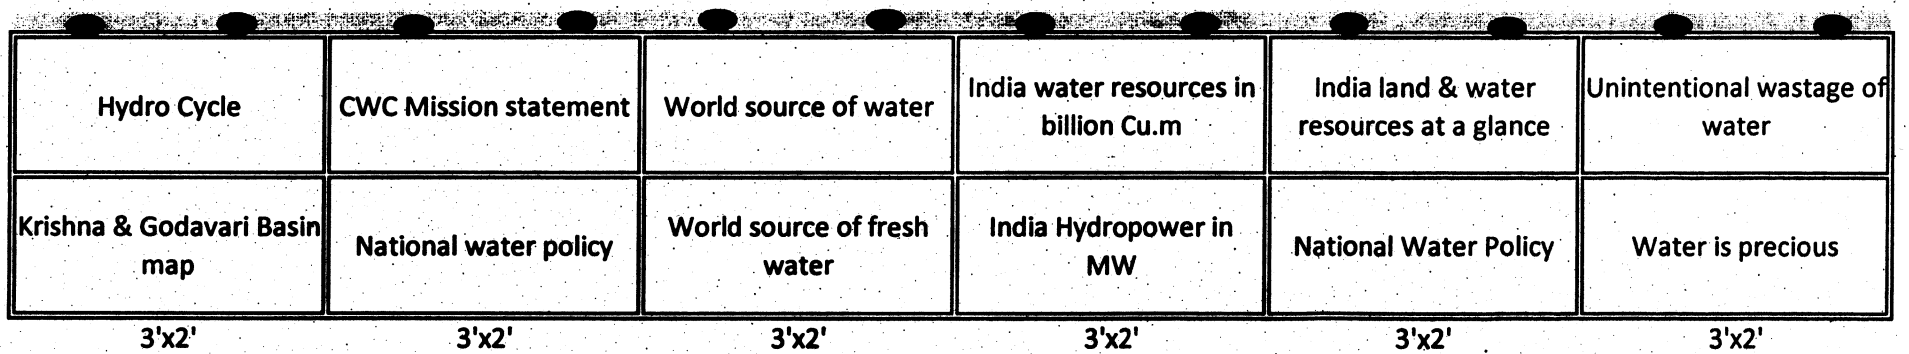 Hydro Cycle
CWC Mission statement
World source of water
India water resources in
billion Cu.m
India land & water
resources at a glance
Unintentional wastage of
water
Krishna & Godavari Basin
map
National water policy
World source of fresh
water
India Hydropower in
MW
National Water Policy
Water is precious
3'x2'
3'x2'
3'x2'
3'x2'
3'x2'
3'x2'